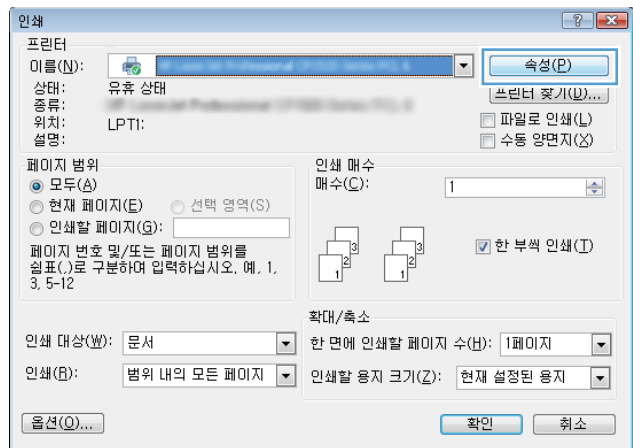 인쇄
프린터
이름(N):
속성(P)
상태: 유휴 상태
프린터 찾기(D)...
종류:
위치: LPT1:
파일로 인쇄(L)
설명:
수동 양면지(X)
페이지 범위
모두(A)
현재 페이지(E) 선택 영역(S)
인쇄할 페이지(G):
페이지 번호 및/또는 페이지 범위를
쉼표(,)로 구분하여 입력하십시오. 예, 1,
3, 5-12
인쇄 매수
매수(C): 1
1 2 3 1 2 3
한 부씩 인쇄(T)
인쇄 대상(W): 문서
인쇄(R): 범위 내의 모든 페이지
확대/축소
한 면에 인쇄할 페이지 수(H): 1페이지
인쇄할 용지 크기(Z): 현재 설정된 용지
옵션(O)...
확인 취소